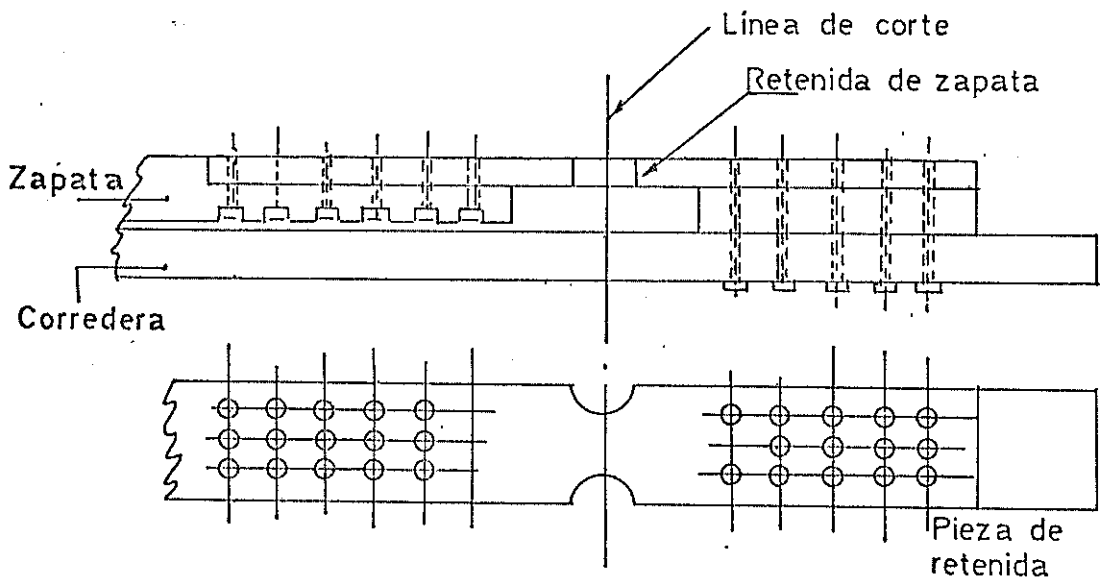 Línea de corte
Retenida de zapata
Zapata
Corredera
Pieza de
retenida